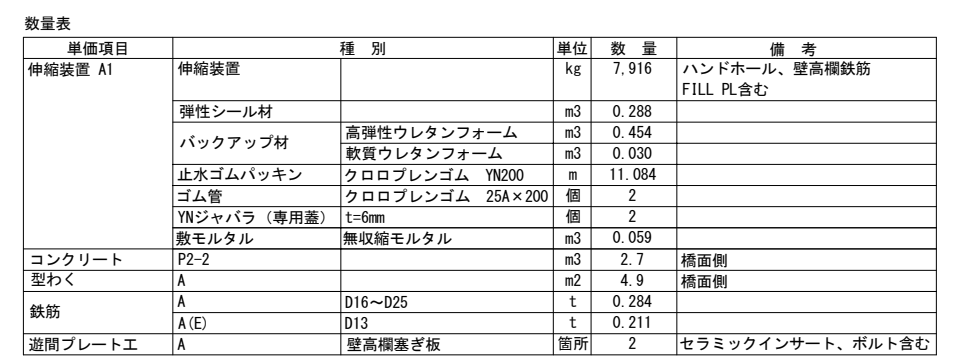 数量表
単価項目 種 別 単位 数 量 備 考
伸縮装置 A1 伸縮装置 kg 7,916 ハンドホール、壁高欄鉄筋
FILL PL含む
弾性シール材 m3 0.288
バックアップ材 高弾性ウレタンフォーム m3 0.454
軟質ウレタンフォーム m3 0.030
止水ゴムパッキン クロロプレンゴム YN200 m 11.084
ゴム管 クロロプレンゴム 25A×200 個 2
YNジャバラ（専用蓋） t=6mm 個 2
敷モルタル 無収縮モルタル m3 0.059
コンクリート P2-2 m3 2.7 橋面側
型わく A m2 4.9 橋面側
鉄筋 A D16～D25 t 0.284
A(E) D13 t 0.211
遊間プレート工 A 壁高欄塞ぎ板 箇所 2 セラミックインサート、ボルト含む